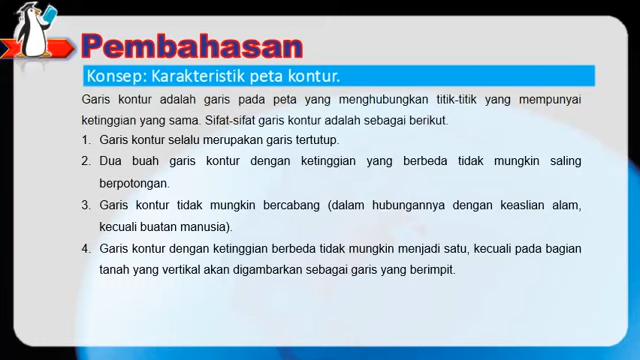 Pembahasan
Konsep: Karakteristik peta kontur.
Garis kontur adalah garis pada peta yang menghubungkan titik-titik yang mempunyai
ketinggian yang sama. Sifat-sifat garis kontur adalah sebagai berikut.
1. Garis kontur selalu merupakan garis tertutup.
2. Dua buah garis kontur dengan ketinggian yang berbeda tidak mungkin saling
berpotongan.
3. Garis kontur tidak mungkin bercabang (dalam hubungannya dengan keaslian alam,
kecuali buatan manusia).
4. Garis kontur dengan ketinggian berbeda tidak mungkin menjadi satu, kecuali pada bagian
tanah yang vertikal akan digambarkan sebagai garis yang berimpit.